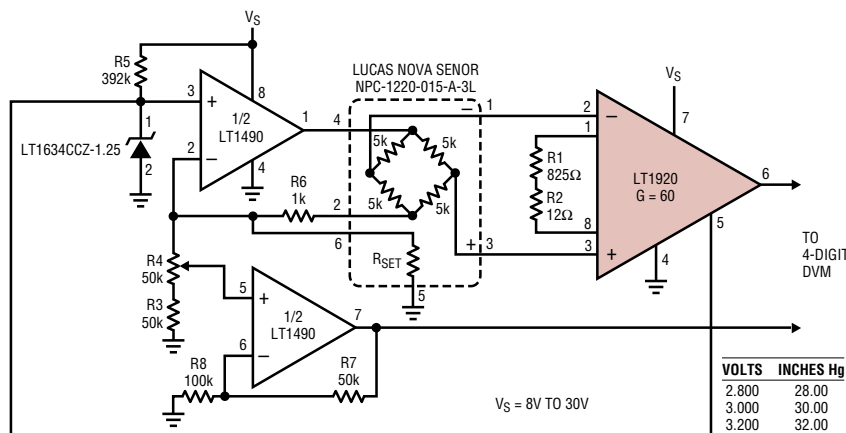 VS
R5
392k
LUCAS NOVA SENOR
NPC-1220-015-A-3L
VS
3
+
8
1/2
LT1490
1
4
−
1
2
−
7
1
LT1634CCZ-1.25
1
2
2
−
4
5k
5k
5k
5k
1
R1
825Ω
R2
12Ω
LT1920
G = 60
6
R6
1k
2
8
5
6
+
3
3
+
4
TO
4-DIGIT
DVM
R4
50k
RSET
5
R3
50k
5
+
1/2
LT1490
7
6
−
R8
100k
R7
50k
VS = 8V TO 30V
VOLTS INCHES Hg
2.800 28.00
3.000 30.00
3.200 32.00